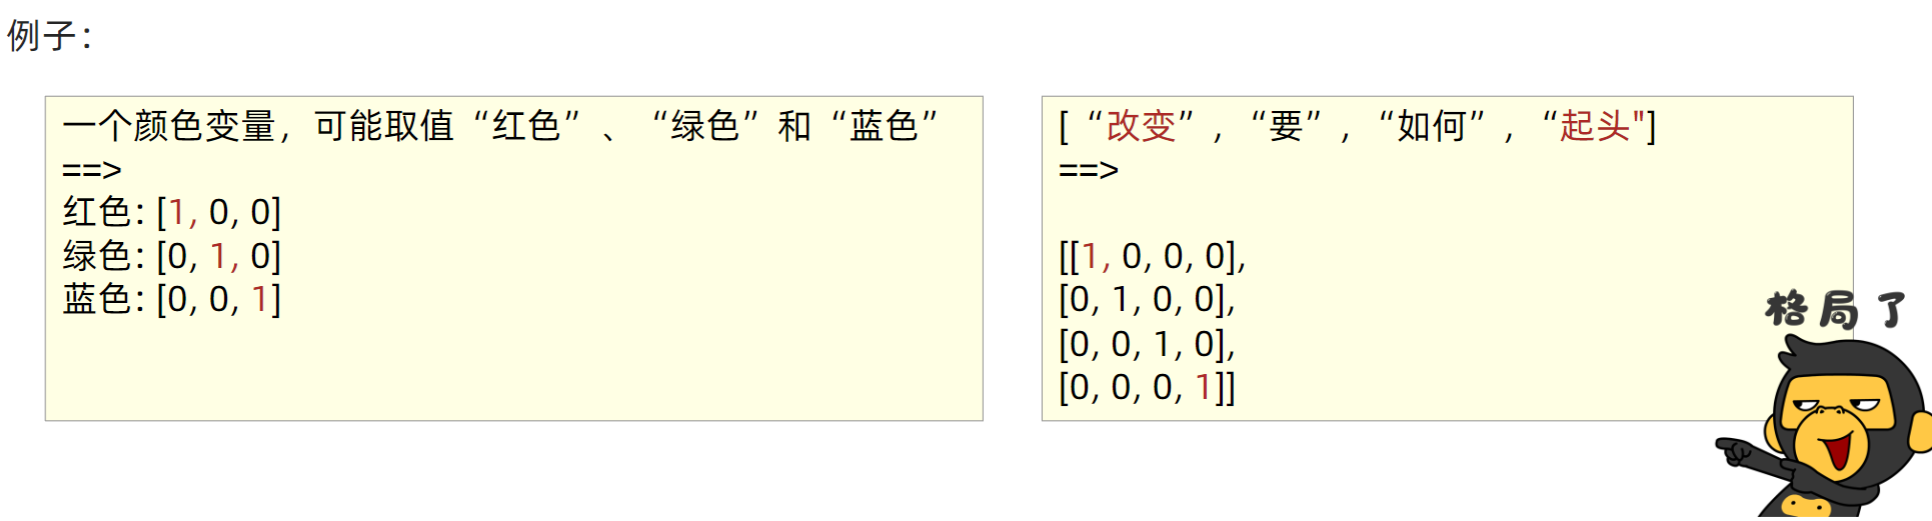 例子：
一个颜色变量，可能取值“红色”、“绿色”和“蓝色”
==>
红色：[1, 0, 0]
绿色：[0, 1, 0]
蓝色：[0, 0, 1]
[“改变”,“要”,“如何”,“起头"]
==>
[[1, 0, 0, 0],
[0, 1, 0, 0],
[0, 0, 1, 0],
[0, 0, 0, 1]]
格局了